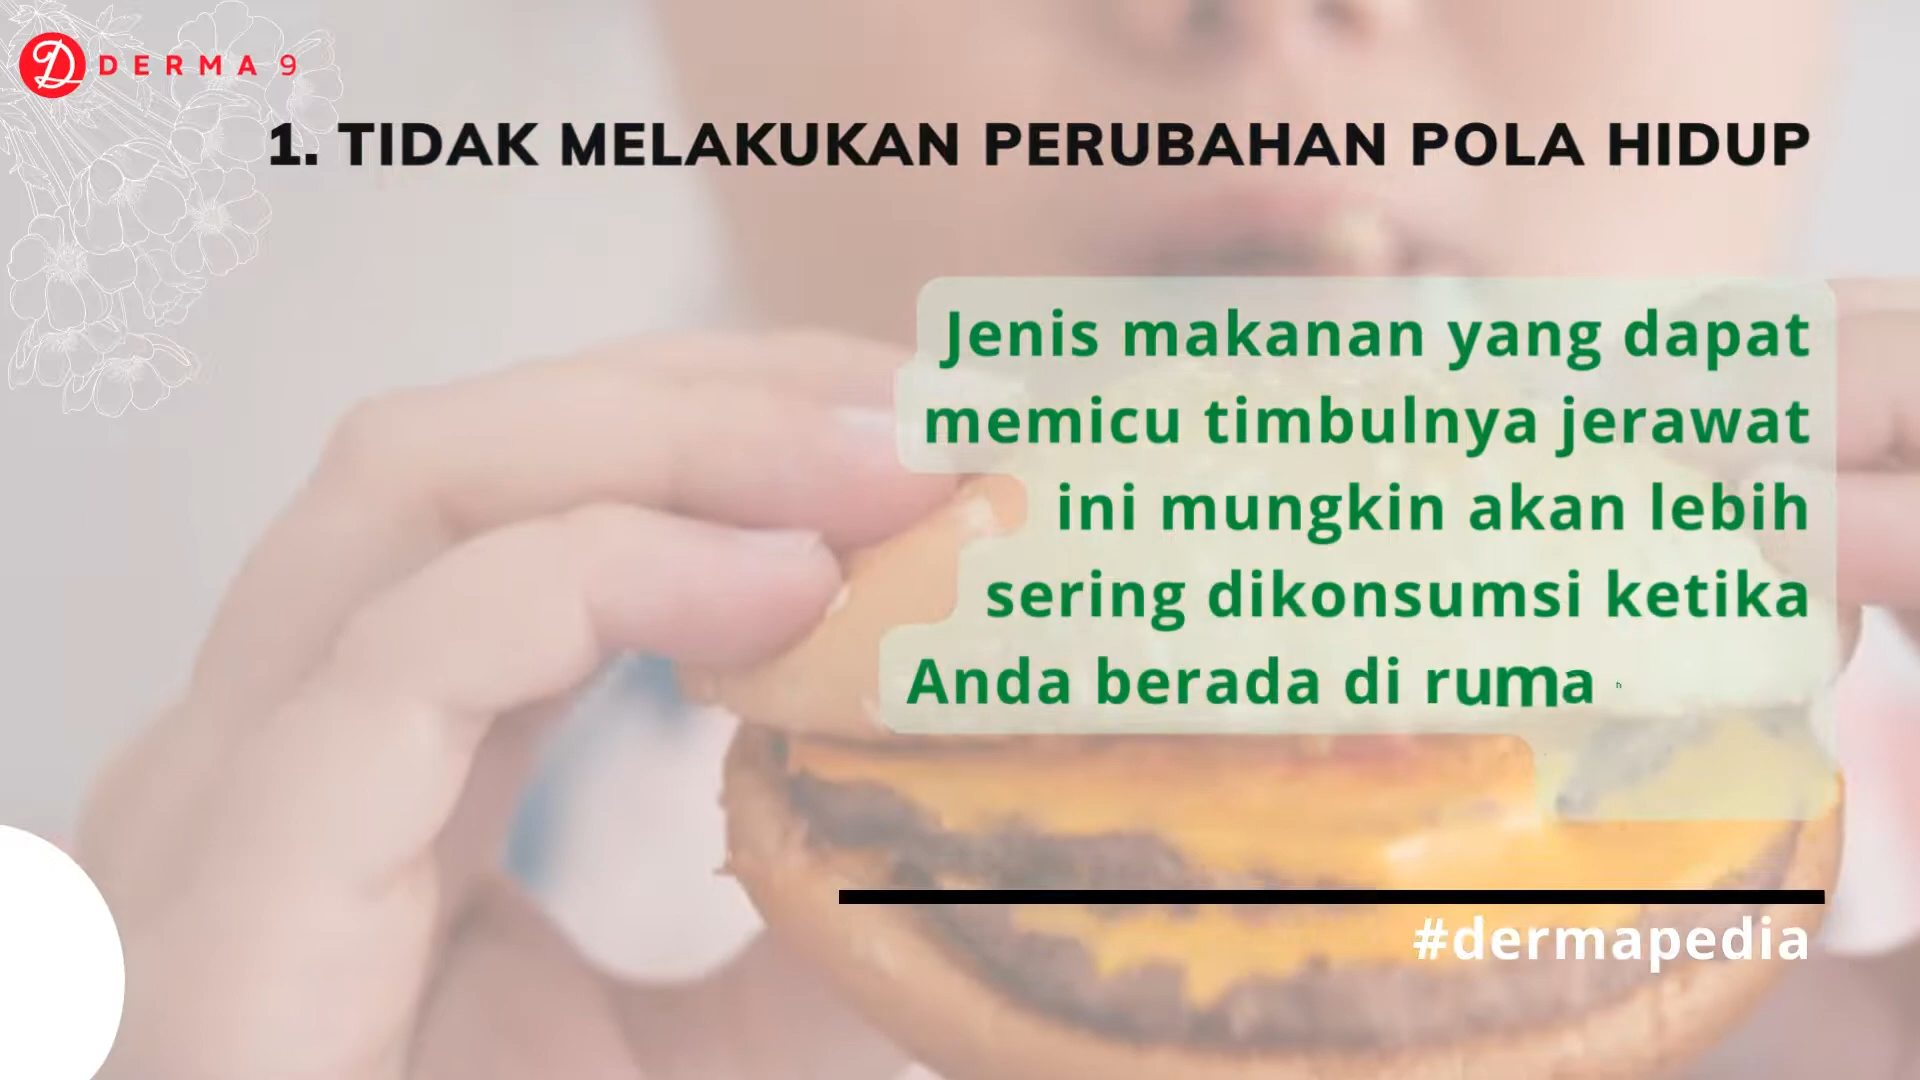 DERMA 9
1. TIDAK MELAKUKAN PERUBAHAN POLA HIDUP
Jenis makanan yang dapat
memicu timbulnya jerawat
ini mungkin akan lebih
sering dikonsumsi ketika
Anda berada di ruma
#dermapedia